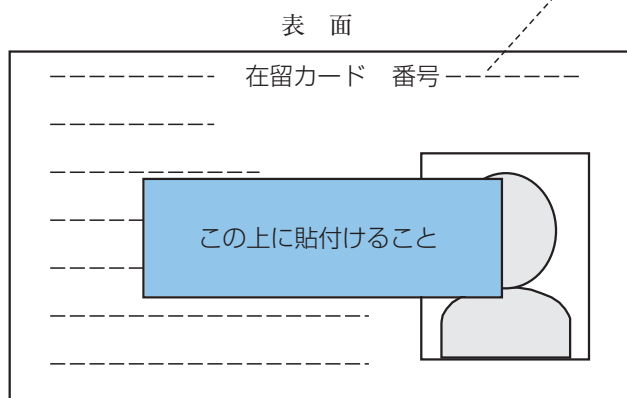 表 面
在留カード 番号
この上に貼付けること